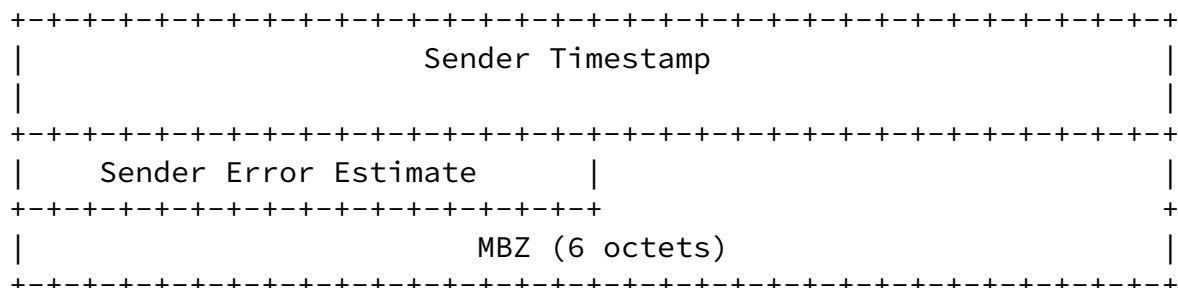 +-+-+-+-+-+-+-+-+-+-+-+-+-+-+-+-+-+-+-+-+-+-+-+-+-+-+-+-+-+-+-+-+
|                       Sender Timestamp                         |
|                                                                |
+-+-+-+-+-+-+-+-+-+-+-+-+-+-+-+-+-+-+-+-+-+-+-+-+-+-+-+-+-+-+-+-+
|     Sender Error Estimate      |                               |
+-+-+-+-+-+-+-+-+-+-+-+-+-+-+-+-+                               +
|                          MBZ (6 octets)                        |
+-+-+-+-+-+-+-+-+-+-+-+-+-+-+-+-+-+-+-+-+-+-+-+-+-+-+-+-+-+-+-+-+